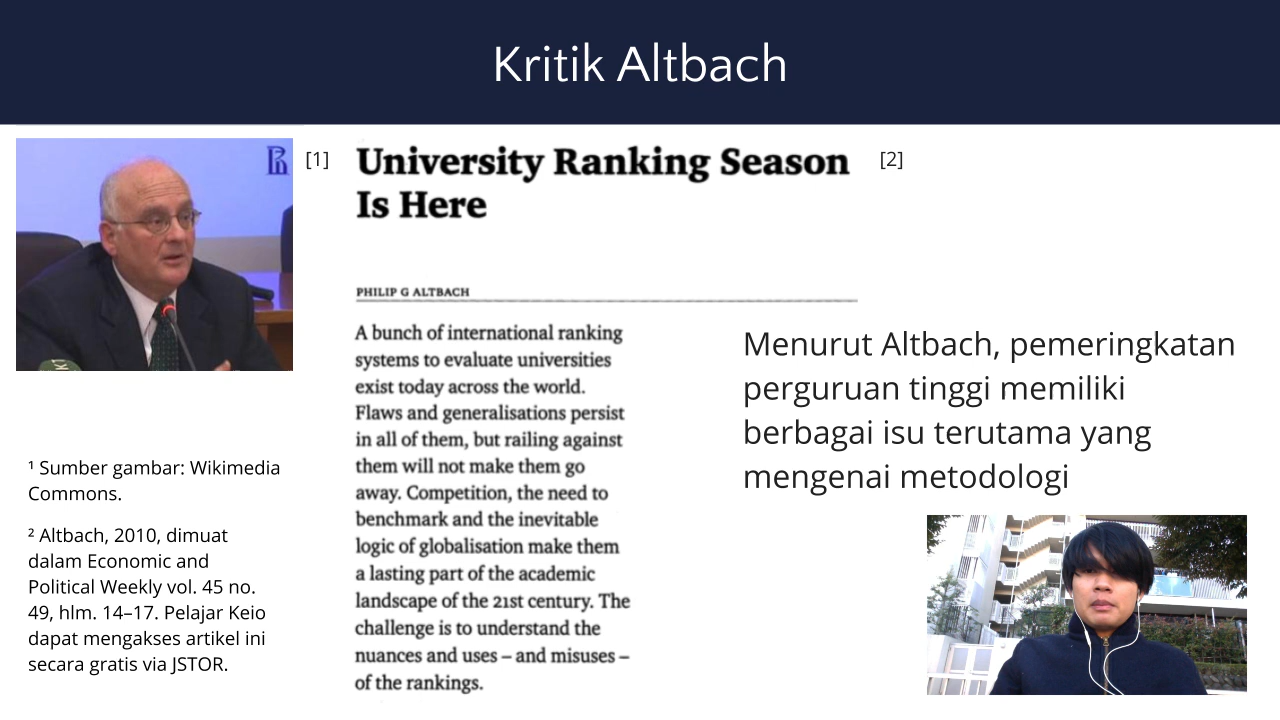 Kritik Altbach
[1]
University Ranking Season
Is Here
[2]
PHILIP G ALTBACH
A bunch of international ranking
systems to evaluate universities
exist today across the world.
Flaws and generalisations persist
in all of them, but railing against
them will not make them go
away. Competition, the need to
benchmark and the inevitable
logic of globalisation make them
a lasting part of the academic
landscape of the 21st century. The
challenge is to understand the
nuances and uses – and misuses –
of the rankings.
Menurut Altbach, pemeringkatan
perguruan tinggi memiliki
berbagai isu terutama yang
mengenai metodologi
¹ Sumber gambar: Wikimedia
Commons.
² Altbach, 2010, dimuat
dalam Economic and
Political Weekly vol. 45 no.
49, hlm. 14–17. Pelajar Keio
dapat mengakses artikel ini
secara gratis via JSTOR.